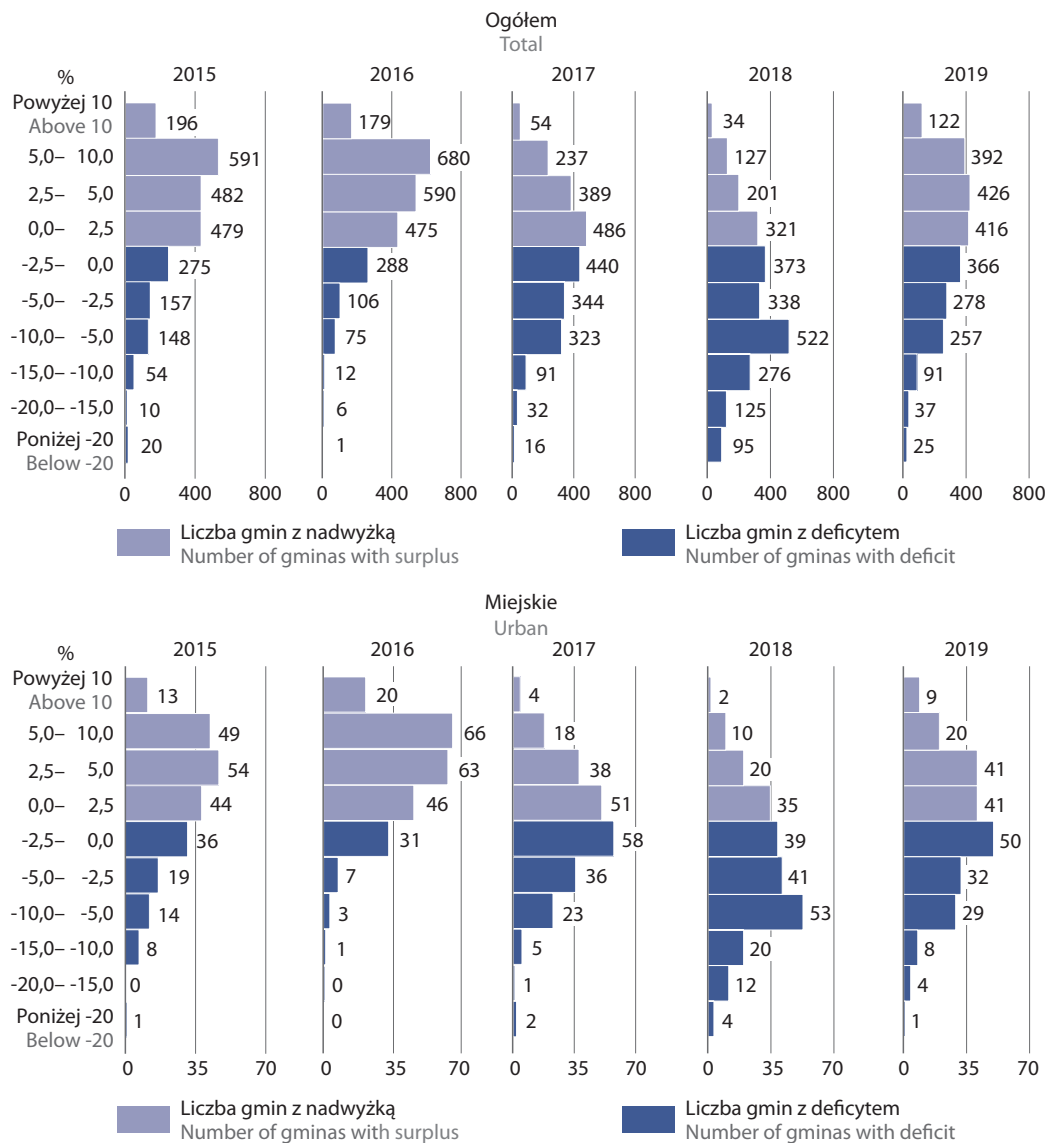 Ogółem
Total
% 2015 2016 2017 2018 2019
Powyżej 10
Above 10 196 179 54 34 122
5,0– 10,0 591 680 237 127 392
2,5– 5,0 482 590 389 201 426
0,0– 2,5 479 475 486 321 416
-2,5– 0,0 275 288 440 373 366
-5,0– -2,5 157 106 344 338 278
-10,0– -5,0 148 75 323 522 257
-15,0– -10,0 54 12 91 276 91
-20,0– -15,0 10 6 32 125 37
Poniżej -20 20 1 16 95 25
Below -20
0 400 800 0 400 800 0 400 800 0 400 800 0 400 800
Liczba gmin z nadwyżką Liczba gmin z deficytem
Number of gminas with surplus Number of gminas with deficit
Miejskie
Urban
% 2015 2016 2017 2018 2019
Powyżej 10
Above 10 13 20 4 2 9
5,0– 10,0 49 66 18 10 20
2,5– 5,0 54 63 38 20 41
0,0– 2,5 44 46 51 35 41
-2,5– 0,0 36 31 58 39 50
-5,0– -2,5 19 7 36 41 32
-10,0– -5,0 14 3 23 53 29
-15,0– -10,0 8 1 5 20 8
-20,0– -15,0 0 0 1 12 4
Poniżej -20 1 0 2 4 1
Below -20
0 35 70 0 35 70 0 35 70 0 35 70 0 35 70
Liczba gmin z nadwyżką Liczba gmin z deficytem
Number of gminas with surplus Number of gminas with deficit